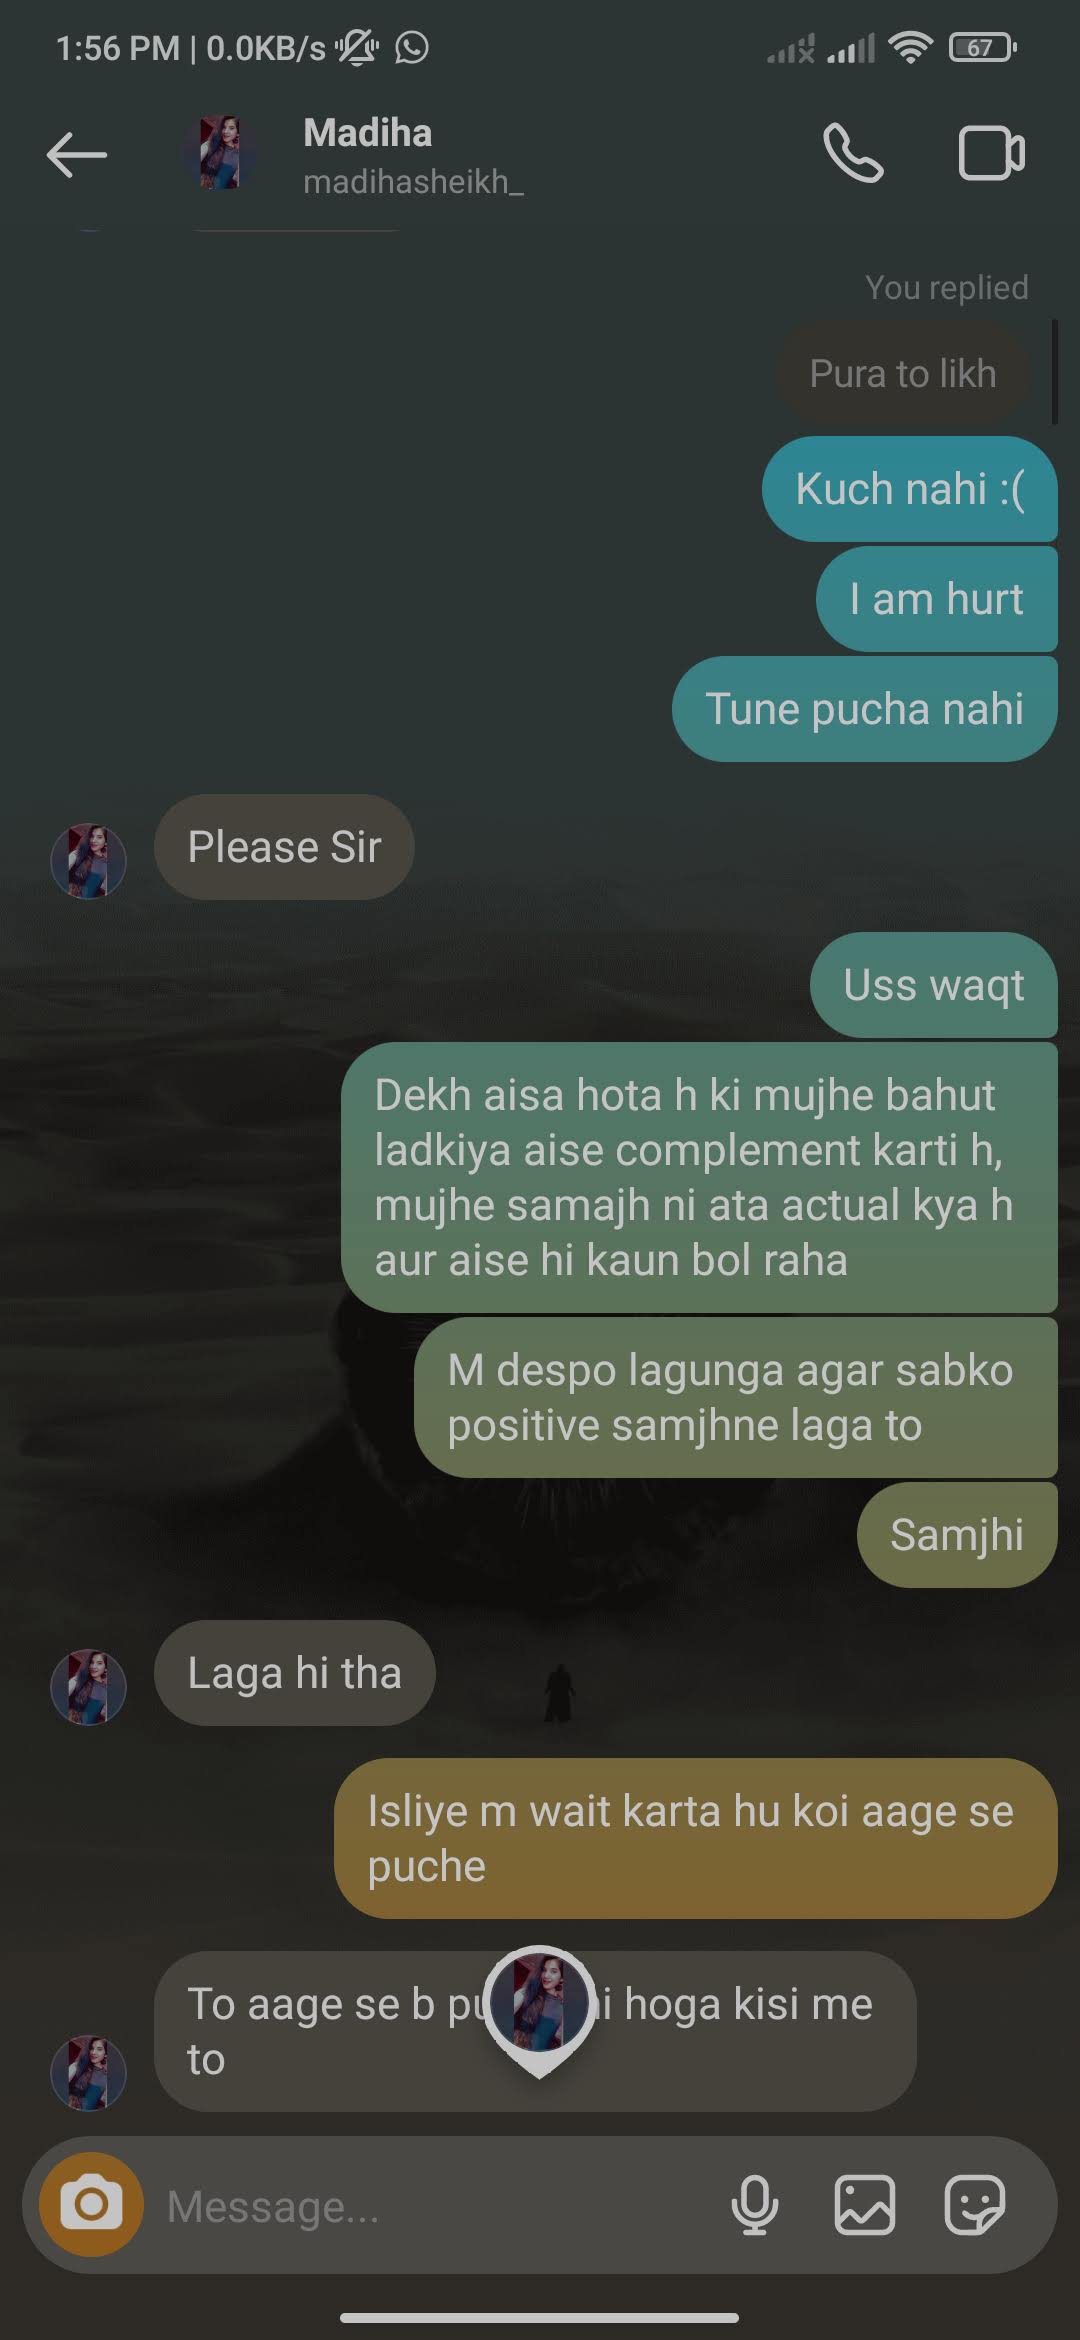 1:56 PM | 0.0KB/s
67
Madiha
madihasheikh_
You replied
Pura to likh
Kuch nahi :(
I am hurt
Tune pucha nahi
Please Sir
Uss waqt
Dekh aisa hota h ki mujhe bahut
ladkiya aise complement karti h,
mujhe samajh ni ata actual kya h
aur aise hi kaun bol raha
M despo lagunga agar sabko
positive samjhne laga to
Samjhi
Laga hi tha
Isliye m wait karta hu koi aage se
puche
To aage se b hoga kisi me
to
Message...